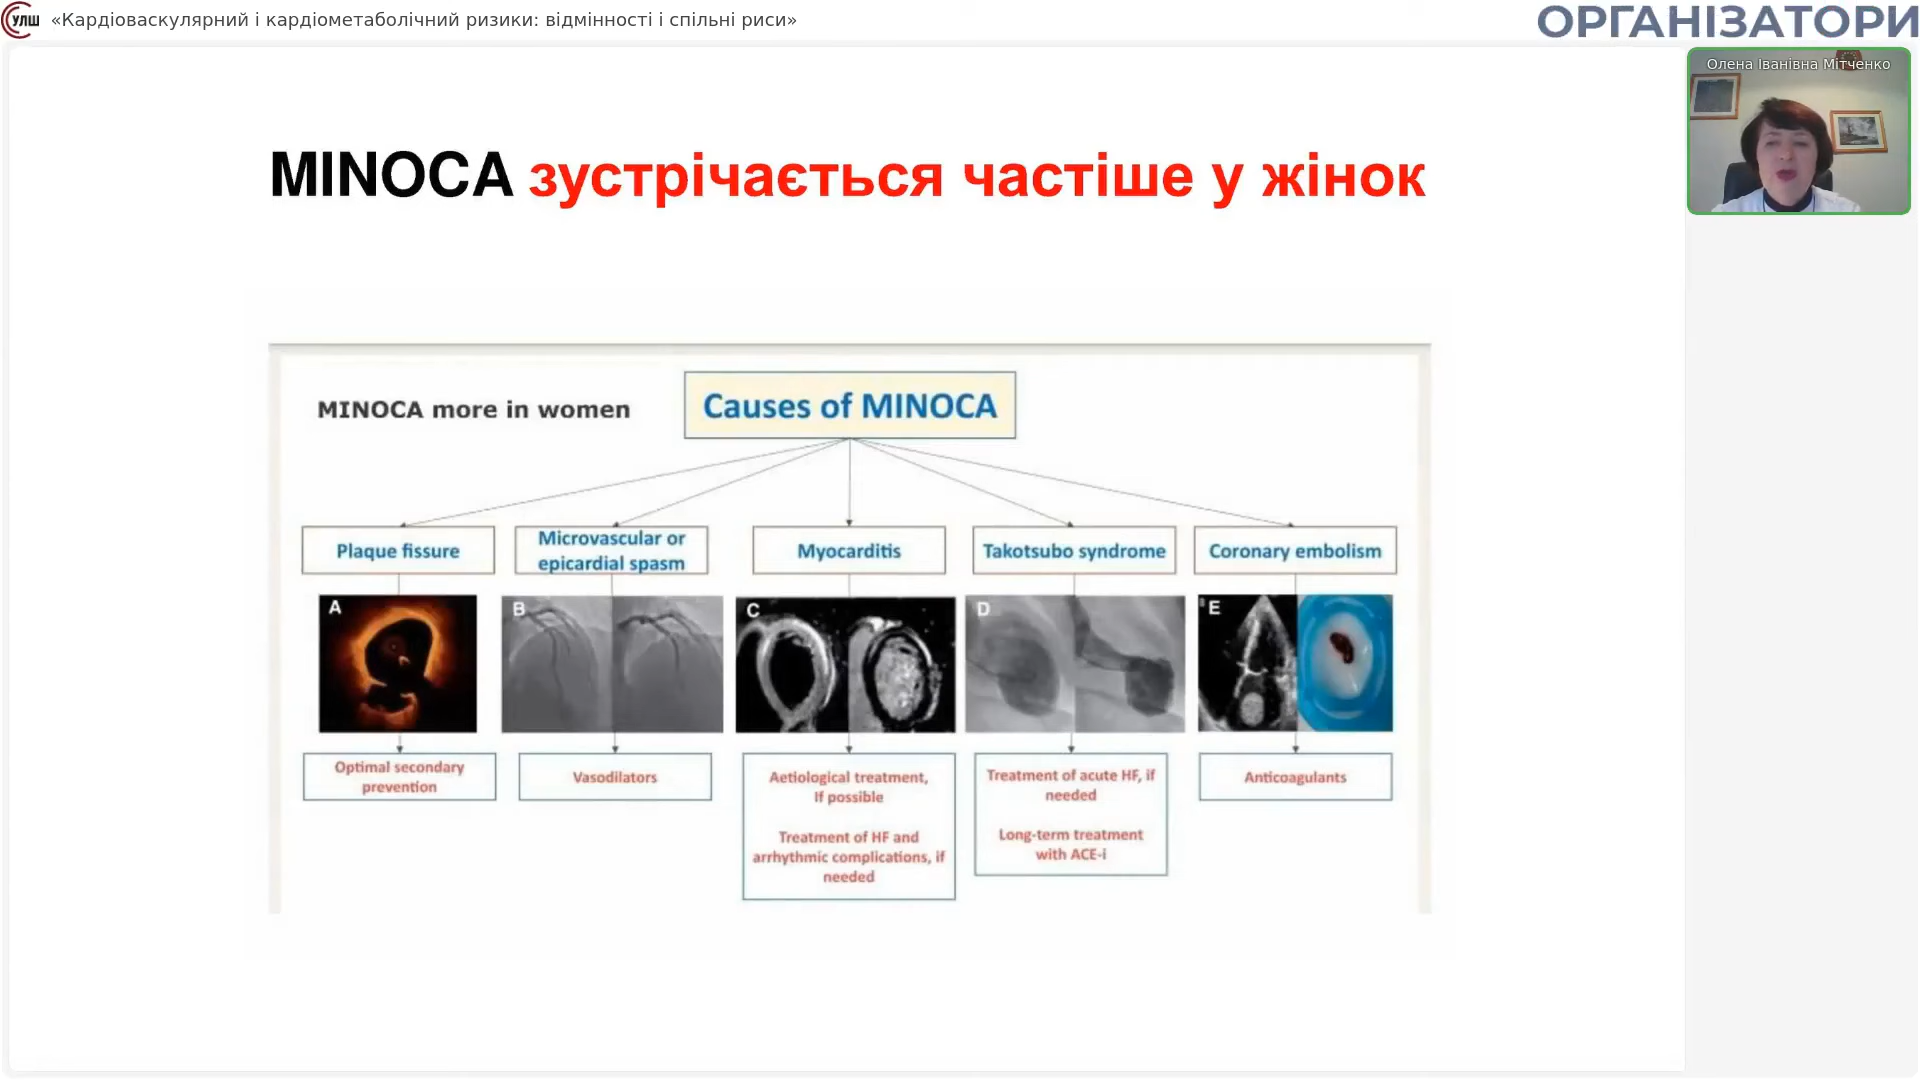 УЛШ «Кардіоваскулярний і кардіометаболічний ризики: відмінності і спільні риси»
ОРГАНІЗАТОРИ
Олена Іванівна Мітченко
MINOCA зустрічається частіше у жінок
MINOCA more in women
Causes of MINOCA
Plaque fissure
Microvascular or
epicardial spasm
Myocarditis
Takotsubo syndrome
Coronary embolism
A
B
C
D
E
Optimal secondary
prevention
Vasodilators
Aetiological treatment,
If possible
Treatment of HF and
arrhythmic complications, if
needed
Treatment of acute HF, if
needed
Long-term treatment
with ACE-i
Anticoagulants